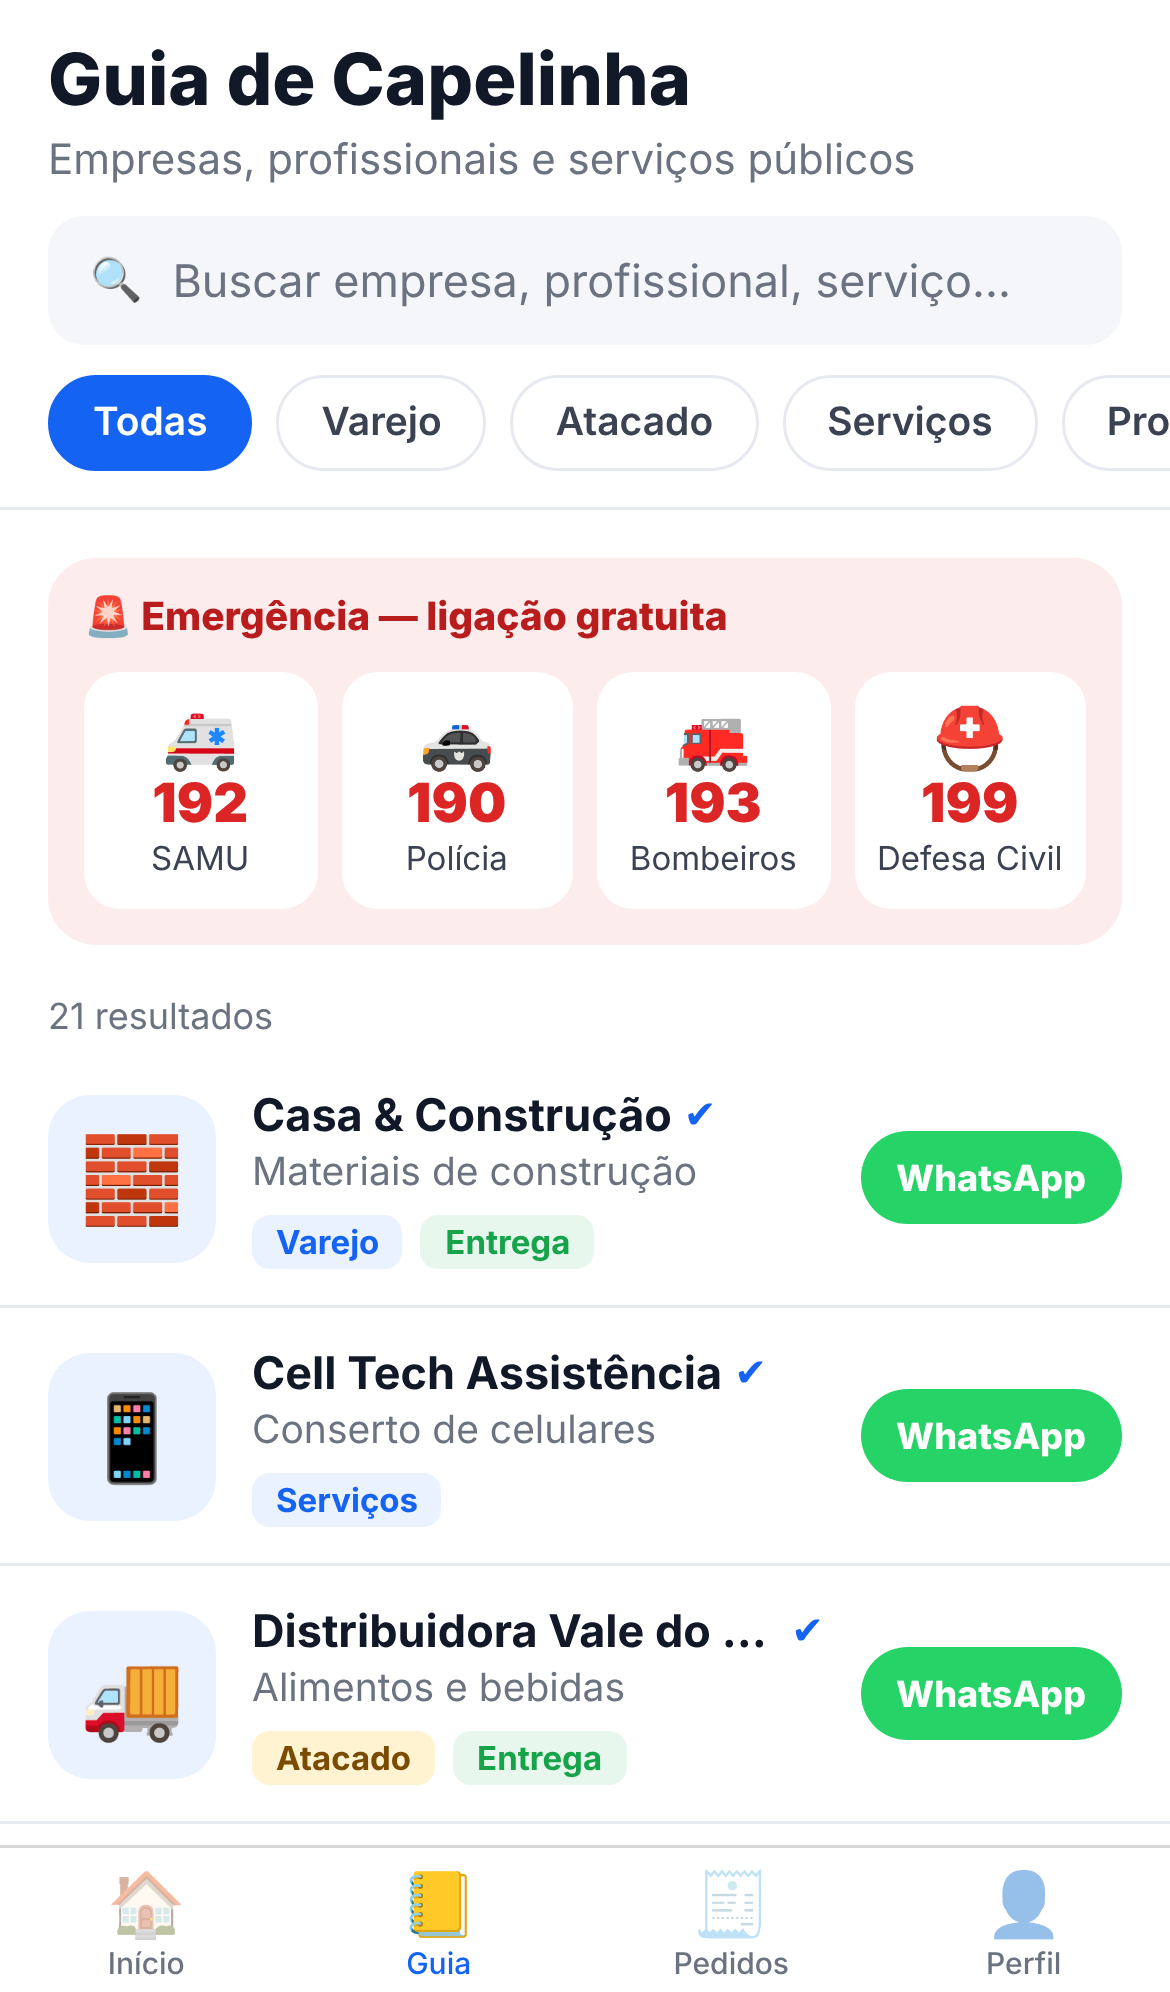 Guia de Capelinha
Empresas, profissionais e serviços públicos
Buscar empresa, profissional, serviço...
Todas Varejo Atacado Serviços Pro
Emergência — ligação gratuita
192 190 193 199
SAMU Polícia Bombeiros Defesa Civil
21 resultados
Casa & Construção
Materiais de construção
WhatsApp
Varejo Entrega
Cell Tech Assistência
Conserto de celulares
WhatsApp
Serviços
Distribuidora Vale do ...
Alimentos e bebidas
WhatsApp
Atacado Entrega
Início Guia Pedidos Perfil